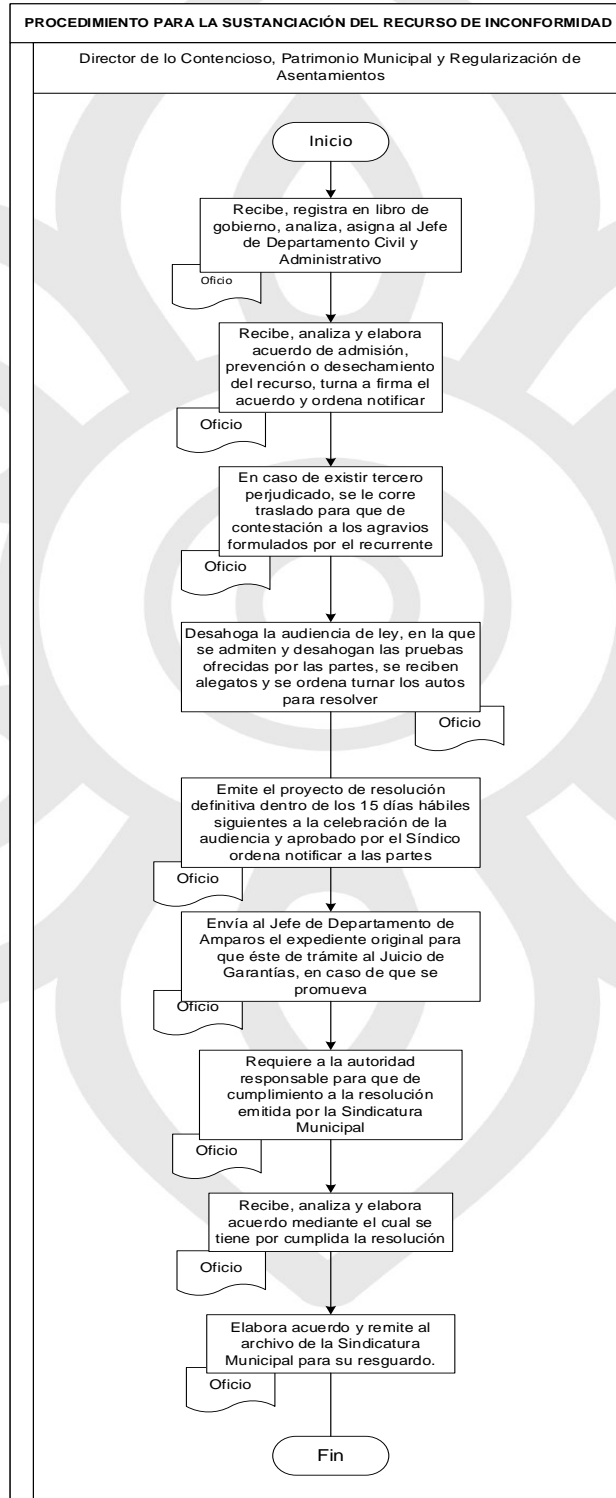 PROCEDIMIENTO PARA LA SUSTANCIACIÓN DEL RECURSO DE INCONFORMIDAD
Director de lo Contencioso, Patrimonio Municipal y Regularización de
Asentamientos
Inicio
Recibe, registra en libro de
gobierno, analiza, asigna al Jefe
de Departamento Civil y
Administrativo
Oficio
Recibe, analiza y elabora
acuerdo de admisión,
prevención o desechamiento
del recurso, turna a firma el
acuerdo y ordena notificar
Oficio
En caso de existir tercero
perjudicado, se le corre
traslado para que de
contestación a los agravios
formulados por el recurrente
Oficio
Desahoga la audiencia de ley, en la que
se admiten y desahogan las pruebas
ofrecidas por las partes, se reciben
alegatos y se ordena turnar los autos
para resolver
Oficio
Emite el proyecto de resolución
definitiva dentro de los 15 días hábiles
siguientes a la celebración de la
audiencia y aprobado por el Síndico
ordena notificar a las partes
Oficio
Envía al Jefe de Departamento de
Amparos el expediente original para
que éste de trámite al Juicio de
Garantías, en caso de que se
promueva
Oficio
Requiere a la autoridad
responsable para que de
cumplimiento a la resolución
emitida por la Sindicatura
Municipal
Oficio
Recibe, analiza y elabora
acuerdo mediante el cual se
tiene por cumplida la resolución
Oficio
Elabora acuerdo y remite al
archivo de la Sindicatura
Municipal para su resguardo.
Oficio
Fin